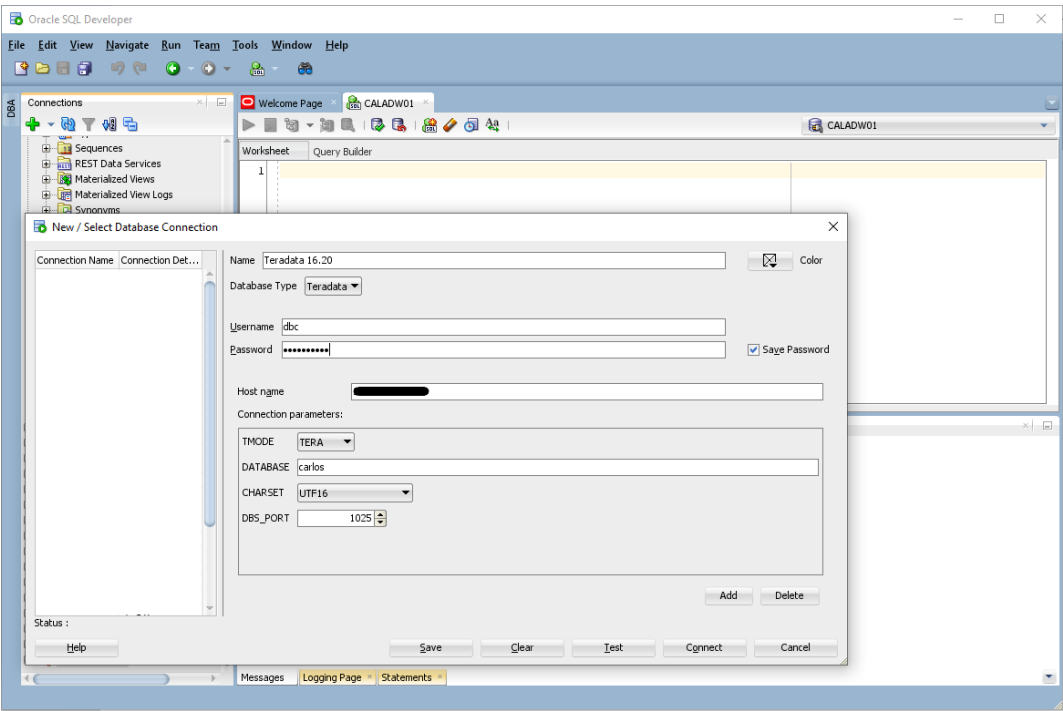 Oracle SQL Developer
File Edit View Navigate Run Team Tools Window Help
DBA
Connections
Welcome Page
CALADW01
CALADW01
Sequences
REST Data Services
Materialized Views
Materialized View Logs
Synonyms
Worksheet Query Builder
1
New / Select Database Connection
Connection Name Connection Det...
Name Teradata 16.20
Color
Database Type Teradata
Username dbc
Password ••••••••••
Save Password
Host name
Connection parameters:
TMODE TERA
DATABASE carlos
CHARSET UTF16
DBS_PORT 1025
Add Delete
Status :
Help Save Clear Test Connect Cancel
Messages Logging Page Statements